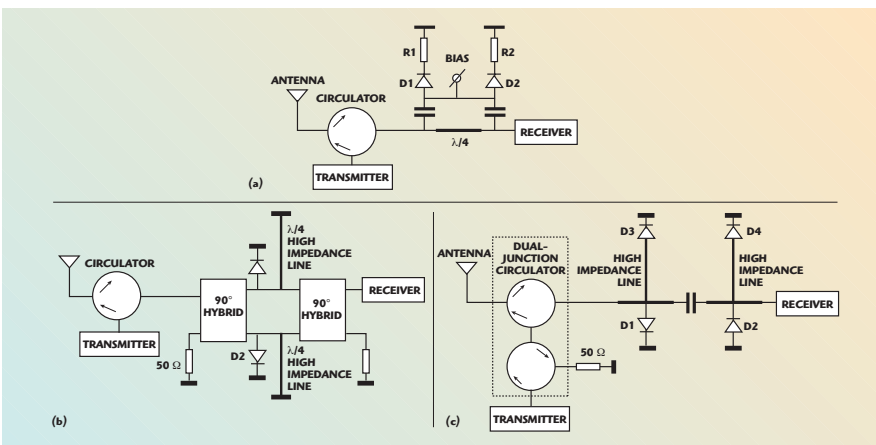 R1
BIAS
R2
D1
D2
ANTENNA
CIRCULATOR
RECEIVER
λ/4
TRANSMITTER
(a)
λ/4
HIGH
IMPEDANCE
LINE
CIRCULATOR
90°
HYBRID
90°
HYBRID
RECEIVER
TRANSMITTER
50 Ω
D2
λ/4
HIGH
IMPEDANCE
LINE
(b)
D3
D4
ANTENNA
DUAL-
JUNCTION
CIRCULATOR
HIGH
IMPEDANCE
LINE
HIGH
IMPEDANCE
LINE
RECEIVER
D1
D2
50 Ω
TRANSMITTER
(c)